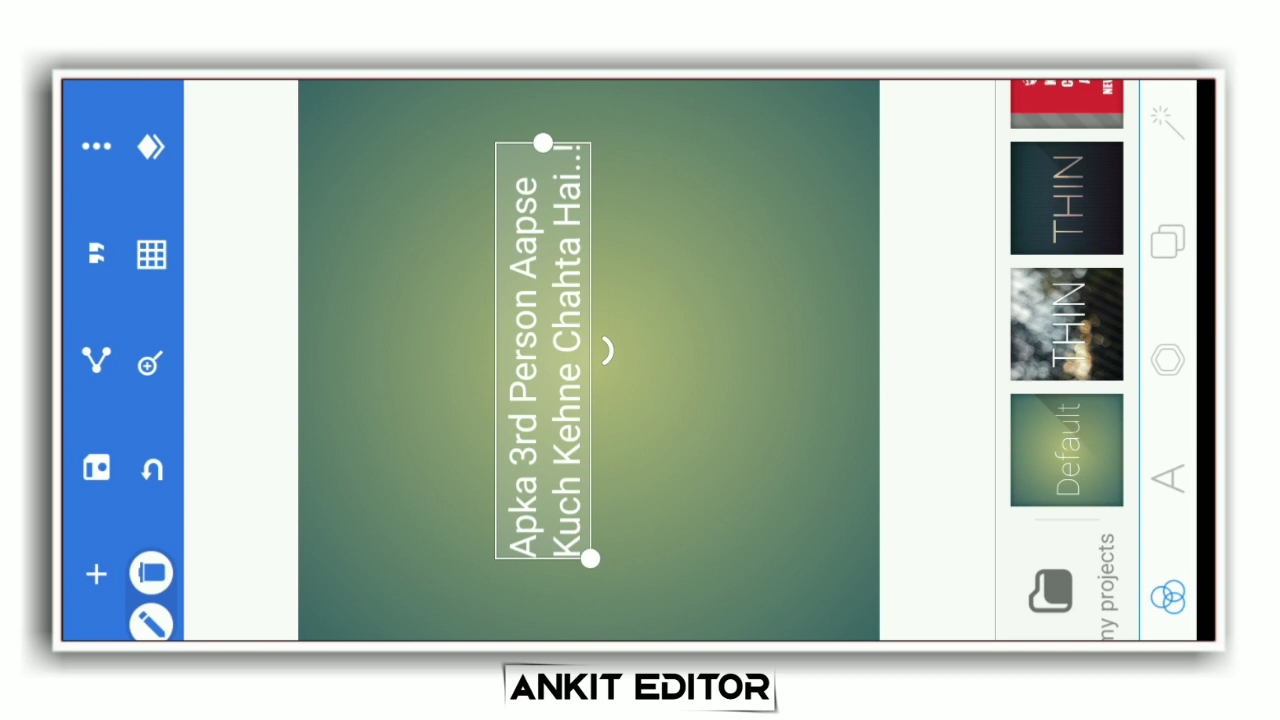 Apka 3rd Person Aapse
Kuch Kehne Chahta Hai..!
THIN
THIN
Default
my projects
A
ANKIT EDITOR